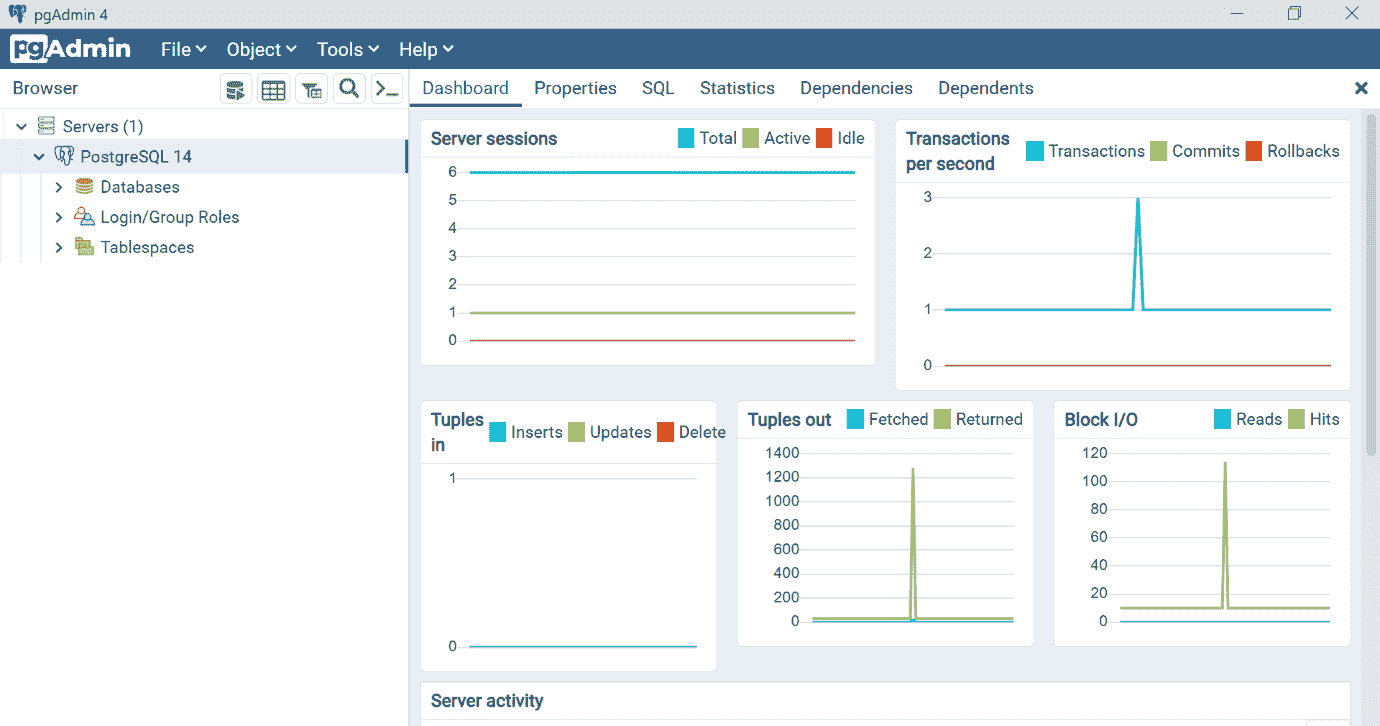 pgAdmin 4
pgAdmin File Object Tools Help
Browser
Dashboard Properties SQL Statistics Dependencies Dependents
Servers (1)
PostgreSQL 14
Databases
Login/Group Roles
Tablespaces
Server sessions Total Active Idle
6
5
4
3
2
1
0
Transactions
per second
Transactions Commits Rollbacks
3
2
1
0
Tuples
in
Inserts Updates Delete
1
0
Tuples out Fetched Returned
1400
1200
1000
800
600
400
200
0
Block I/O Reads Hits
120
100
80
60
40
20
0
Server activity